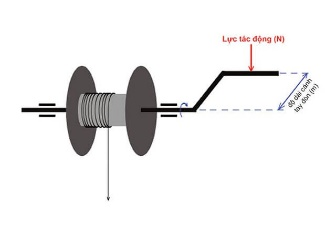 Lực tác động (N)
độ dài cánh
tay đòn (m)